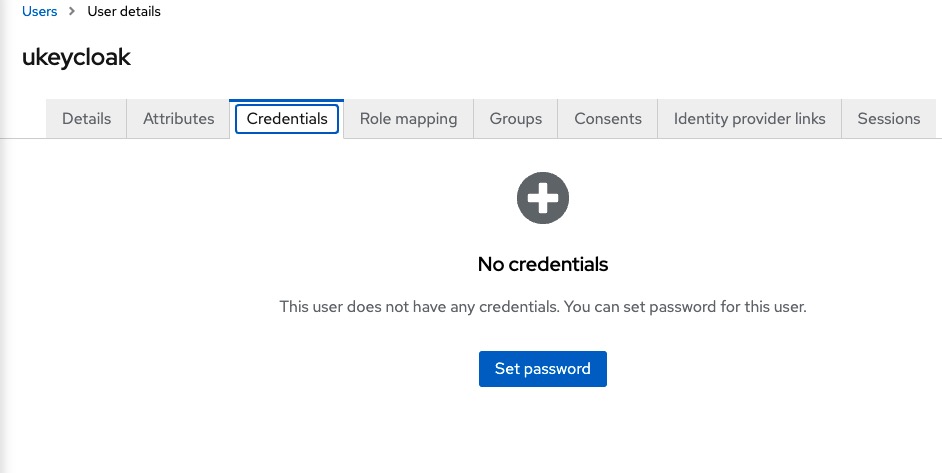 Users > User details
ukeycloak
Details Attributes Credentials Role mapping Groups Consents Identity provider links Sessions
No credentials
This user does not have any credentials. You can set password for this user.
Set password